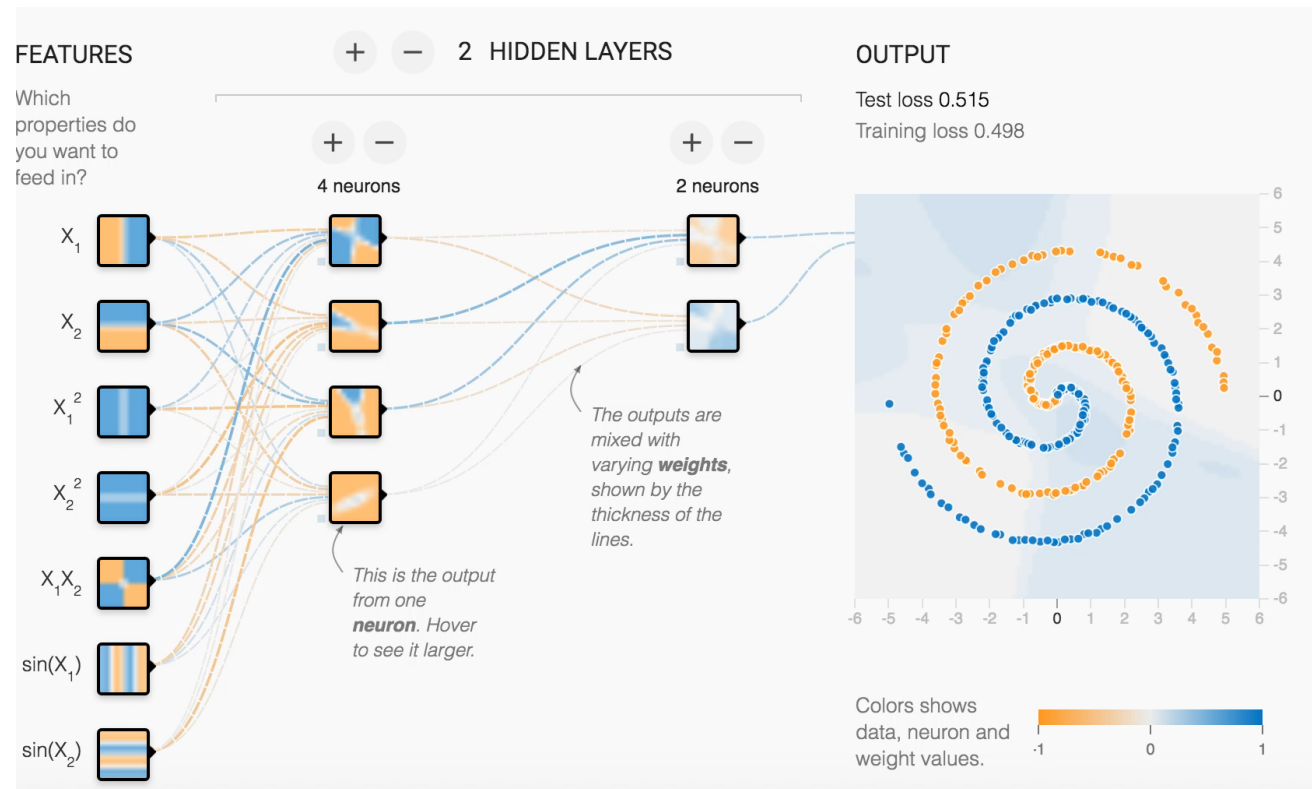 FEATURES
Which
properties do
you want to
feed in?
X1
X2
X1²
X2²
X1X2
sin(X1)
sin(X2)
+ − 2 HIDDEN LAYERS
+ −
4 neurons
+ −
2 neurons
This is the output
from one
neuron. Hover
to see it larger.
The outputs are
mixed with
varying weights,
shown by the
thickness of the
lines.
OUTPUT
Test loss 0.515
Training loss 0.498
6
5
4
3
2
1
0
-1
-2
-3
-4
-5
-6
-6 -5 -4 -3 -2 -1 0 1 2 3 4 5 6
Colors shows
data, neuron and
weight values.
-1 0 1